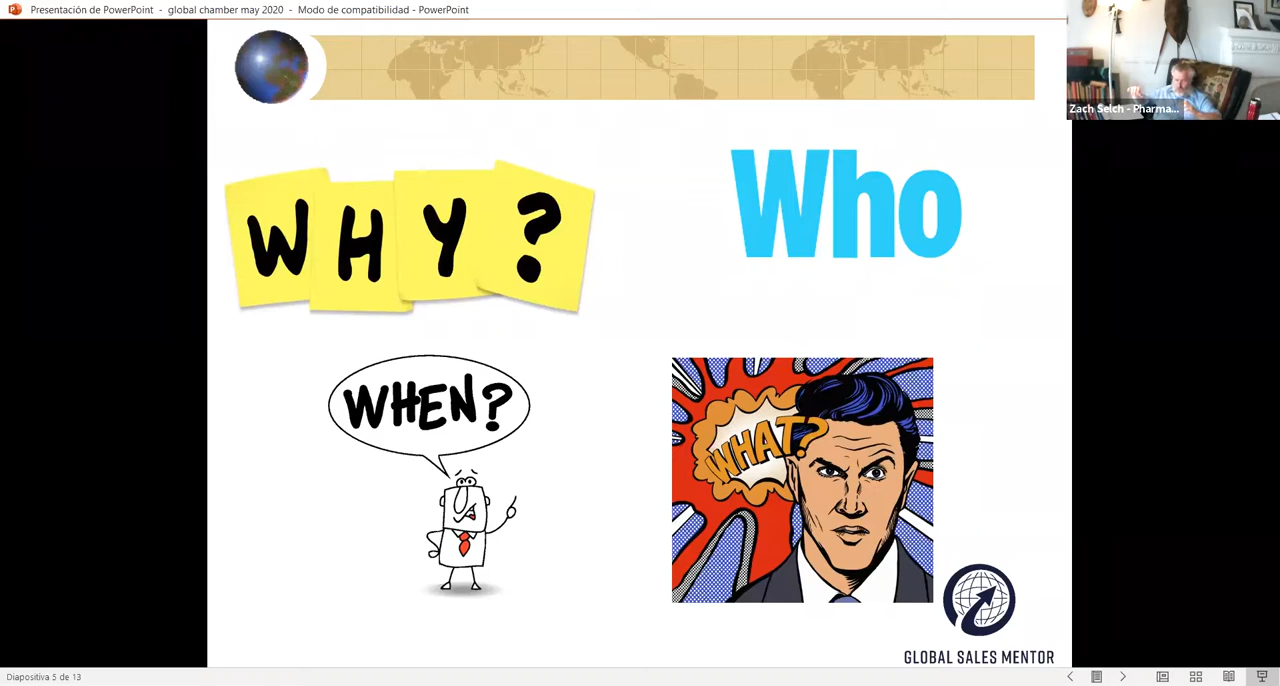 Presentación de PowerPoint - global chamber may 2020 - Modo de compatibilidad - PowerPoint
Zach Selch - Pharma...
WHY?
Who
WHEN?
WHAT?
GLOBAL SALES MENTOR
Diapositiva 5 de 13